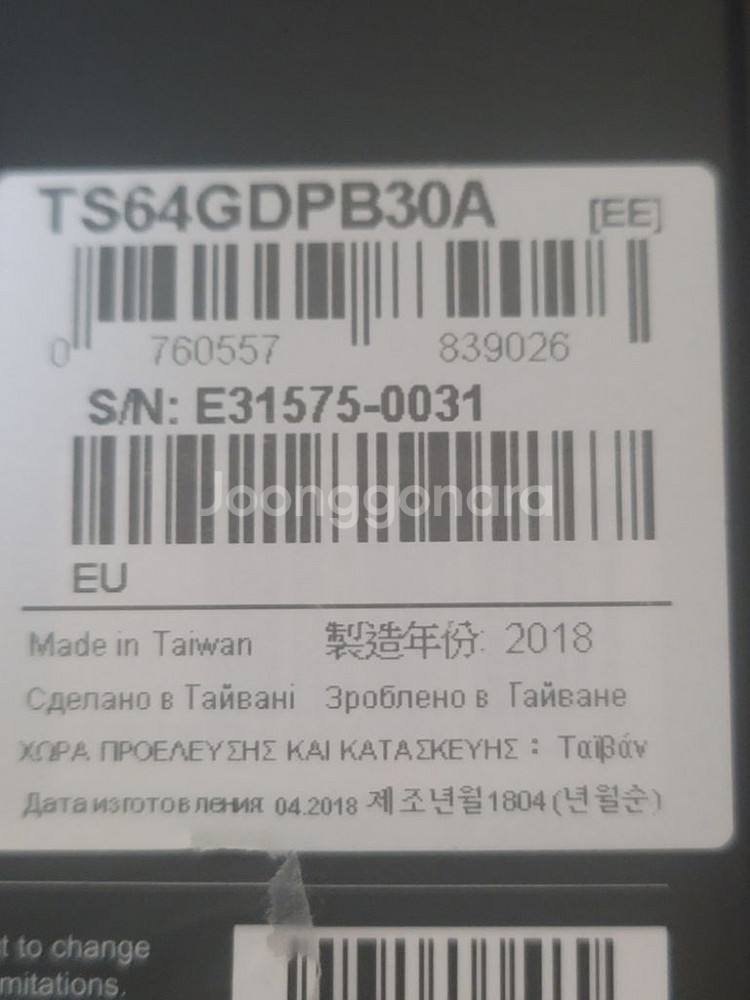 TS64GDPB30A [EE]
0 760557 839026
S/N: E31575-0031
Joonggonara
EU
Made in Taiwan 製造年份: 2018
Сделано в Тайвані Зроблено в Тайване
ΧΩΡΑ ΠΡΟΕΛΕΥΣΗΣ ΚΑΙ ΚΑΤΑΣΚΕΥΗΣ : Ταϊβάν
Дата изготовления 04.2018 제조년월1804(년월순)
t to change
mitations.